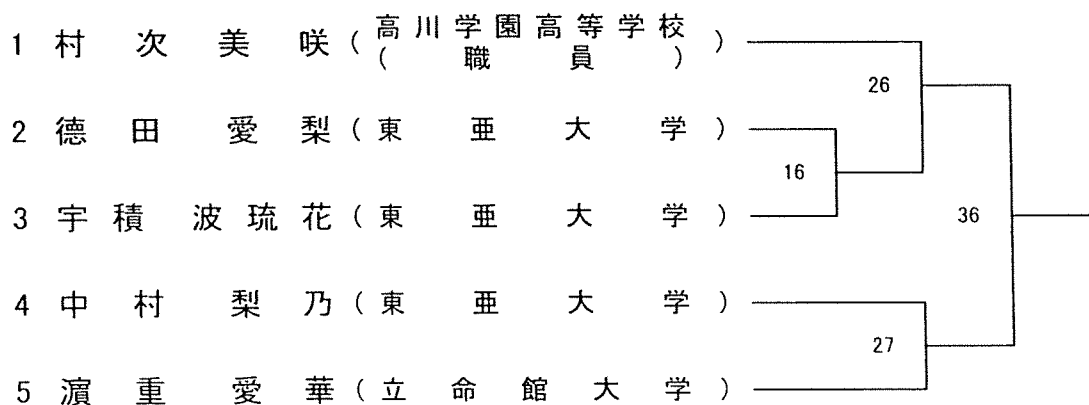 1 村次美咲（高川学園高等学校（職員））
26
2 德田愛梨（東亜大学）
16
3 宇積波琉花（東亜大学）
36
4 中村梨乃（東亜大学）
27
5 濵重愛華（立命館大学）